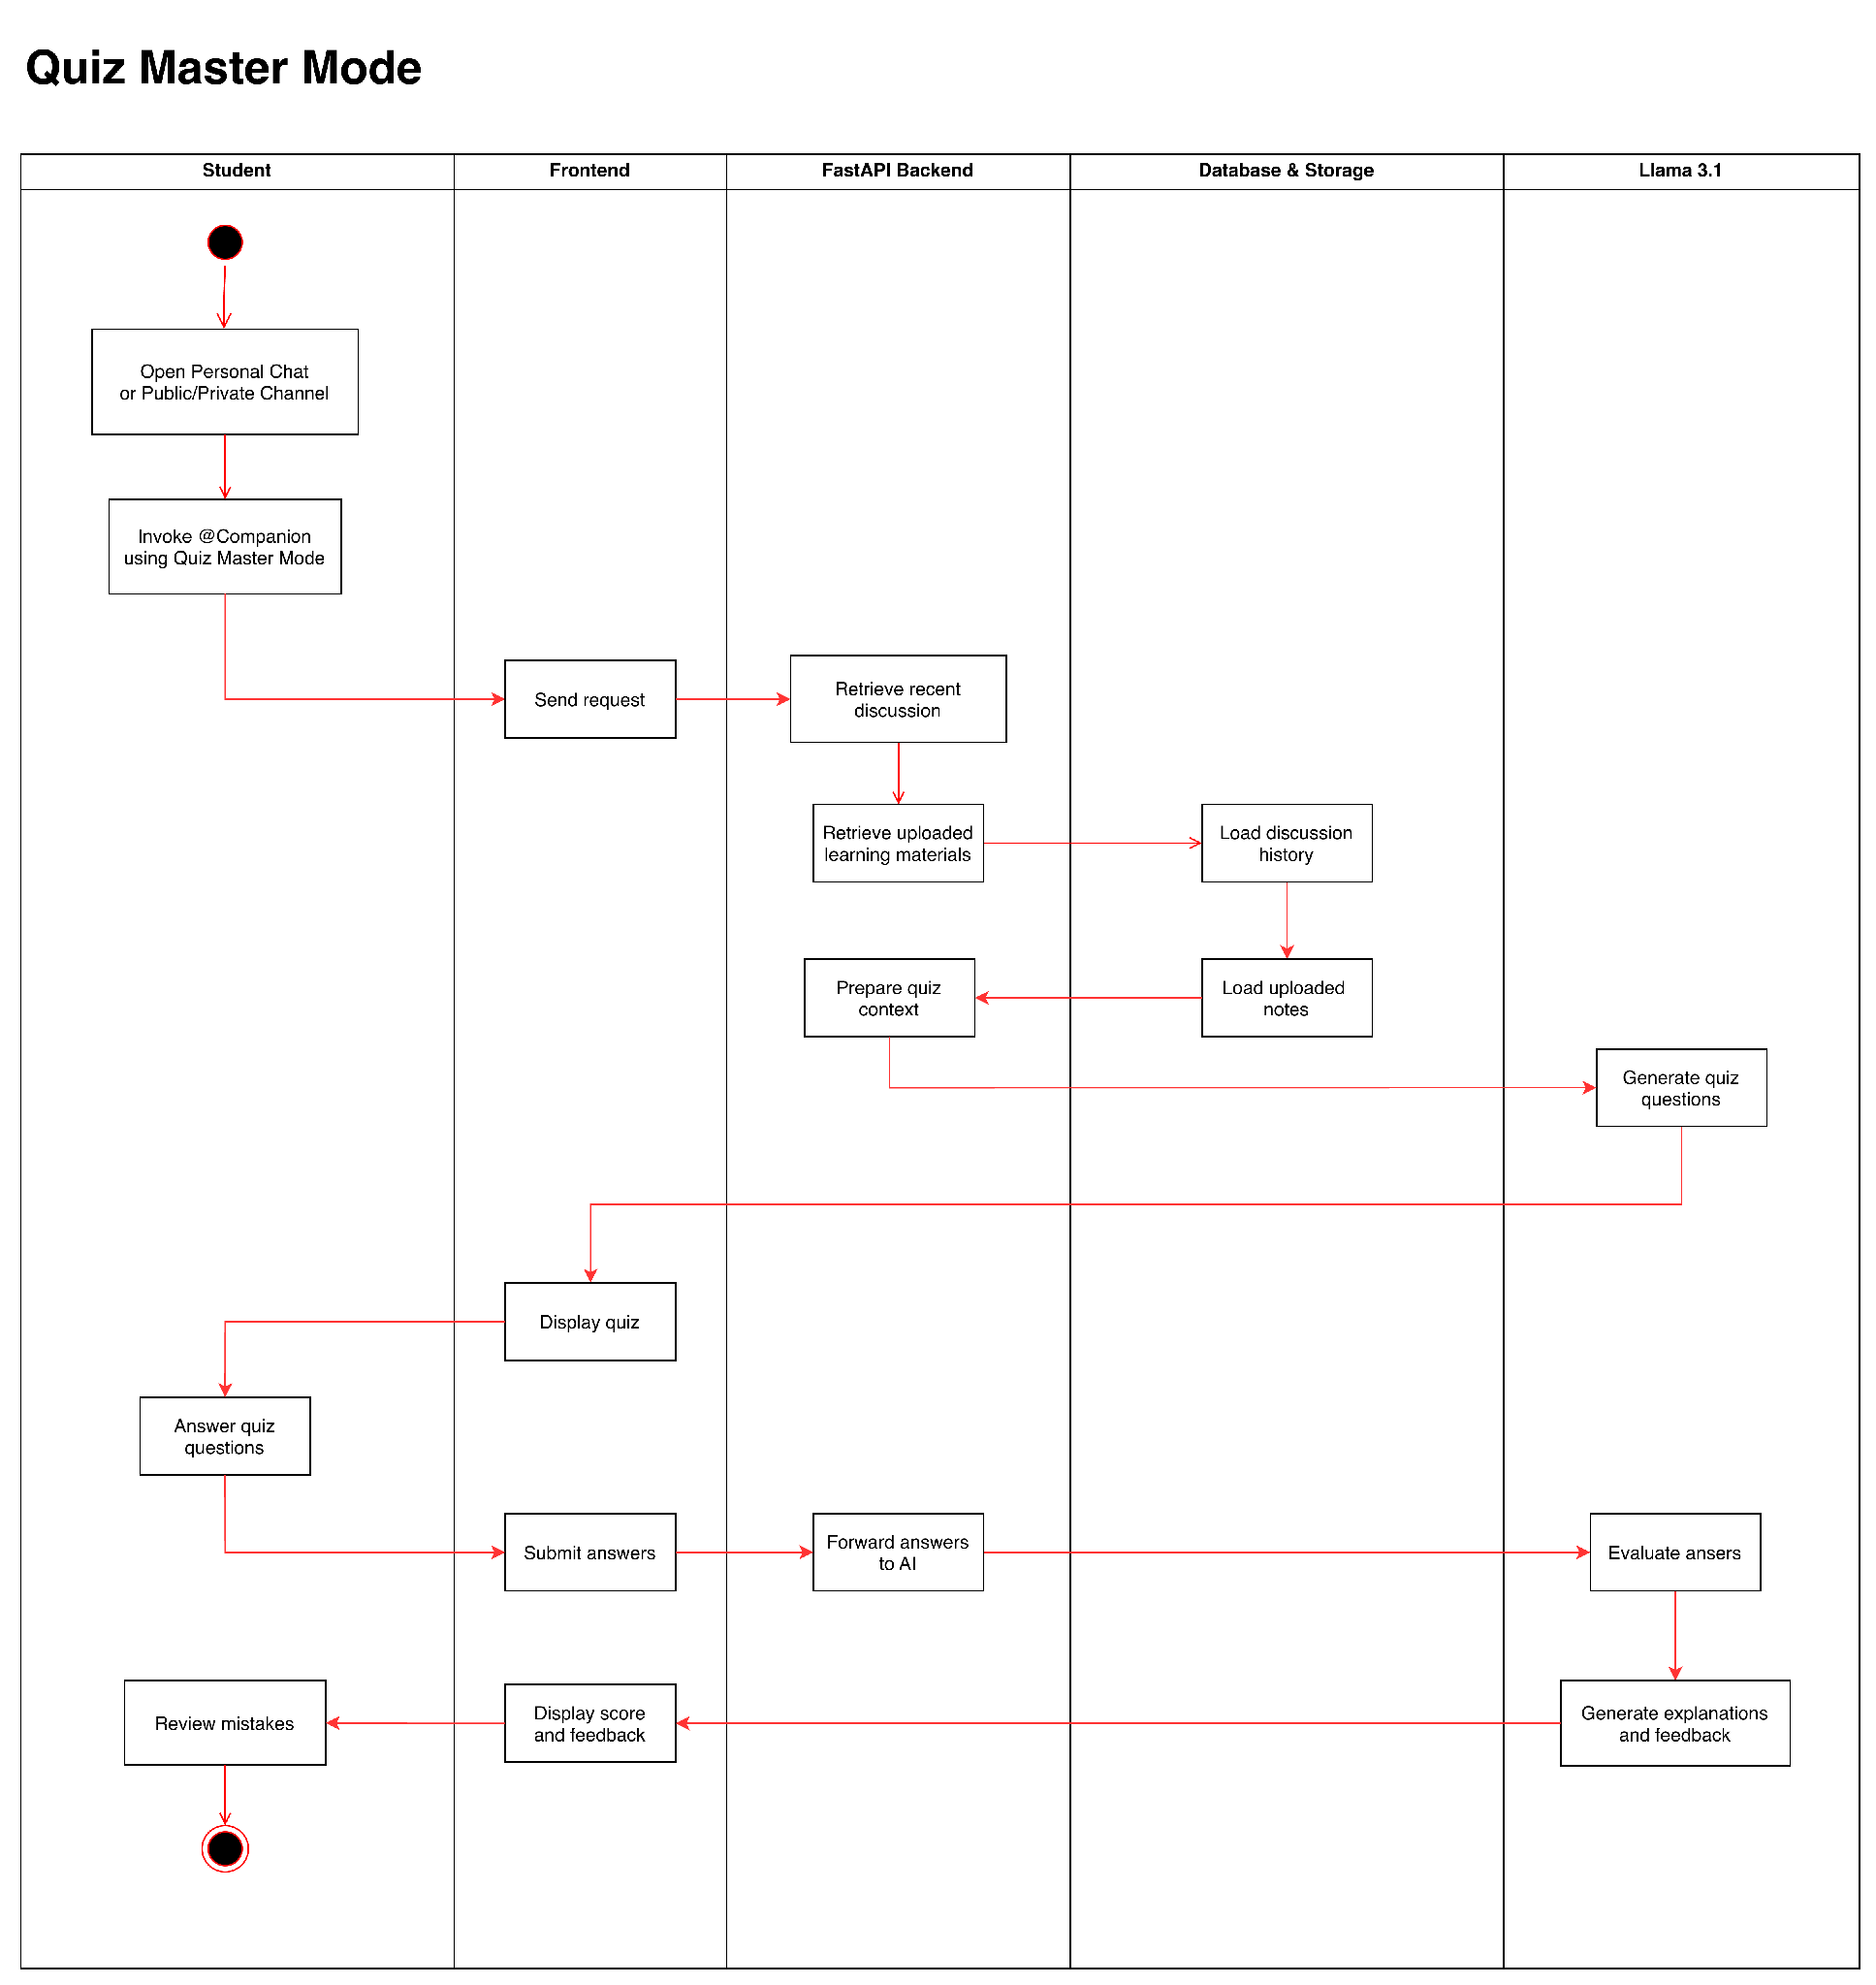 Quiz Master Mode
Student
Frontend
FastAPI Backend
Database & Storage
Llama 3.1
Open Personal Chat
or Public/Private Channel
Invoke @Companion
using Quiz Master Mode
Send request
Retrieve recent
discussion
Retrieve uploaded
learning materials
Load discussion
history
Prepare quiz
context
Load uploaded
notes
Generate quiz
questions
Display quiz
Answer quiz
questions
Submit answers
Forward answers
to AI
Evaluate ansers
Review mistakes
Display score
and feedback
Generate explanations
and feedback